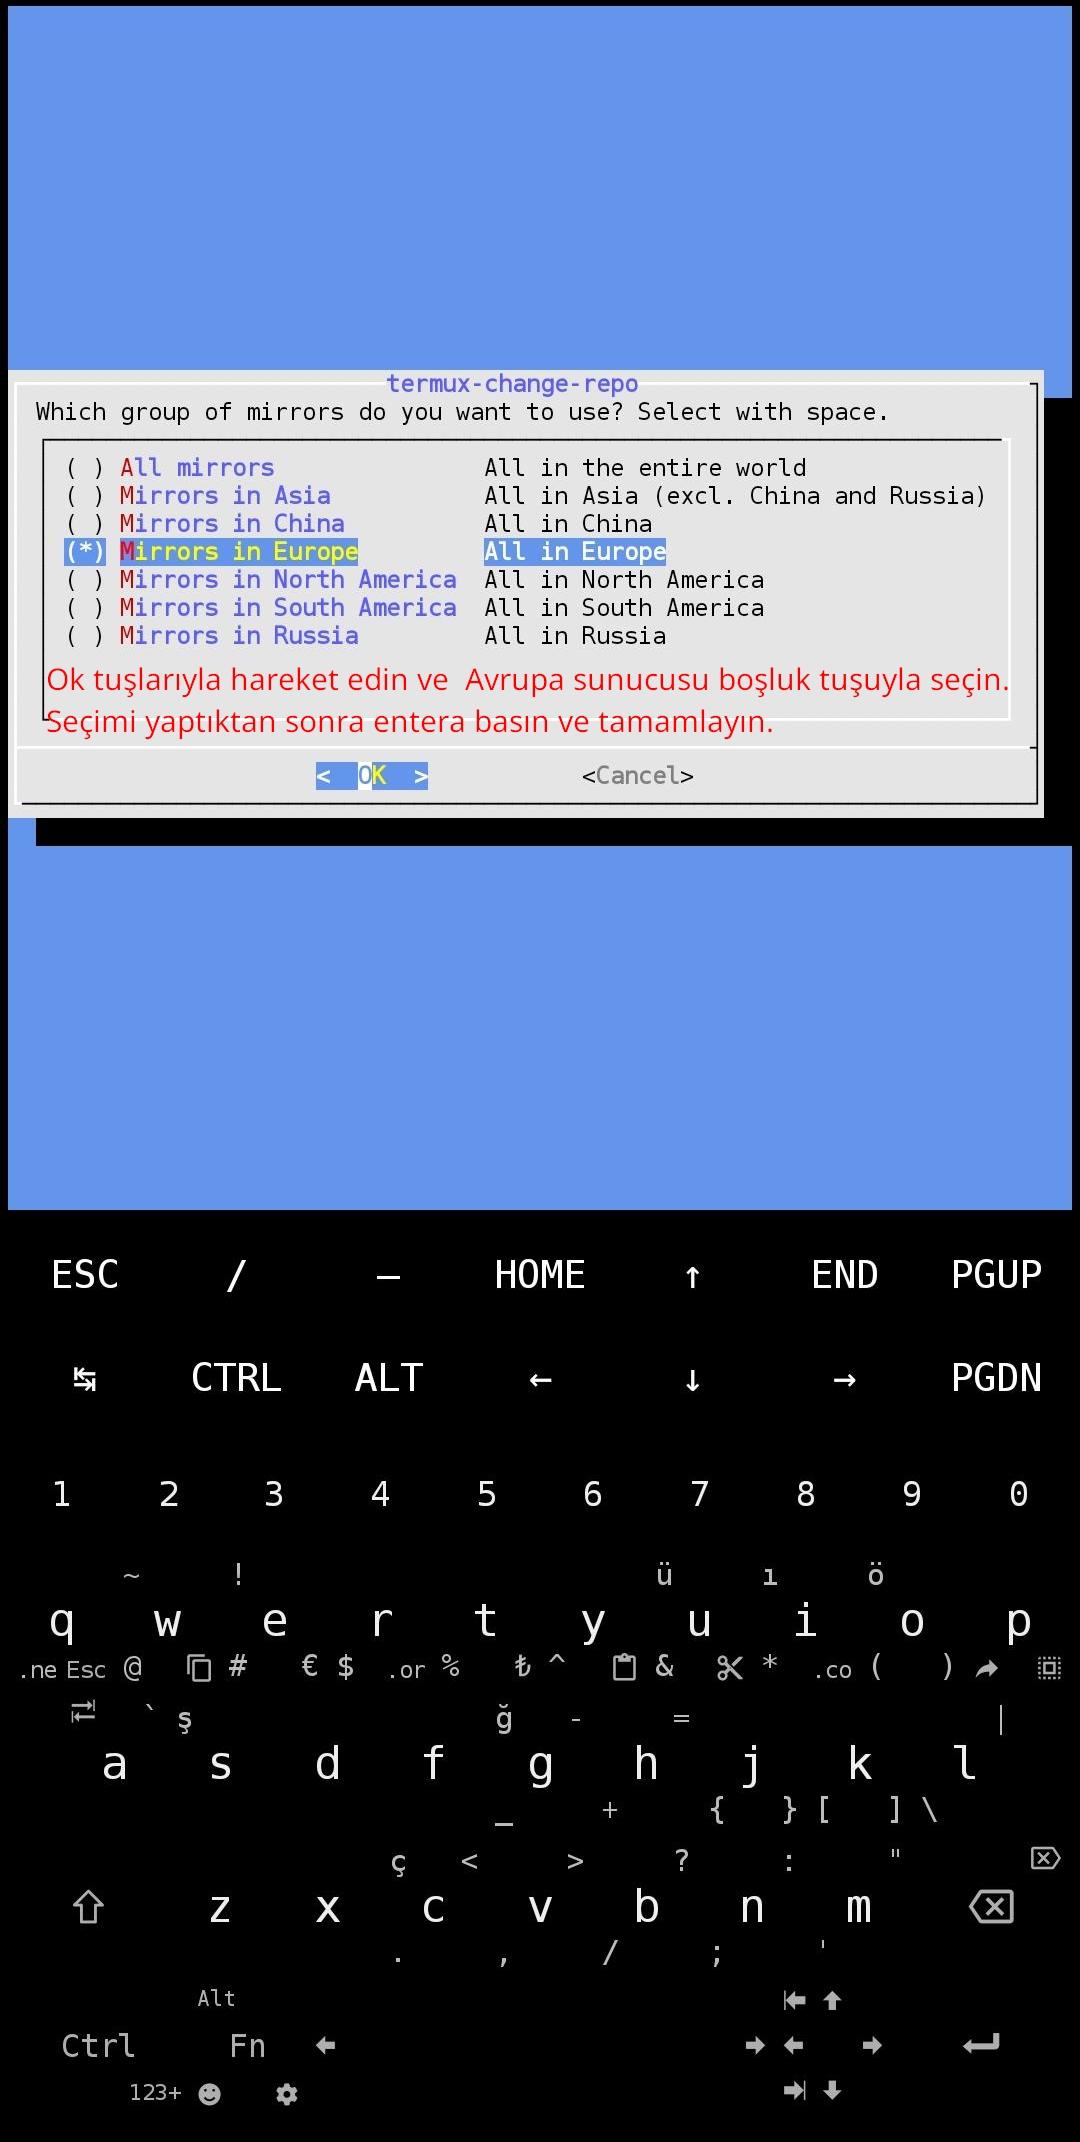 termux-change-repo
Which group of mirrors do you want to use? Select with space.
( ) All mirrors All in the entire world
( ) Mirrors in Asia All in Asia (excl. China and Russia)
( ) Mirrors in China All in China
(*) Mirrors in Europe All in Europe
( ) Mirrors in North America All in North America
( ) Mirrors in South America All in South America
( ) Mirrors in Russia All in Russia
Ok tuşlarıyla hareket edin ve  Avrupa sunucusu boşluk tuşuyla seçin.
Seçimi yaptıktan sonra entera basın ve tamamlayın.
<  OK  > <Cancel>
ESC / — HOME ↑ END PGUP
↹ CTRL ALT ← ↓ → PGDN
1 2 3 4 5 6 7 8 9 0
~ ! ü ı ö
q w e r t y u i o p
.ne Esc @ # € $ .or % ₺ ^ & * .co ( )
` ş ğ - = |
a s d f g h j k l
_ + { } [ ] \
ç < > ? : "
z x c v b n m
. , / ; '
Alt
Ctrl Fn
123+